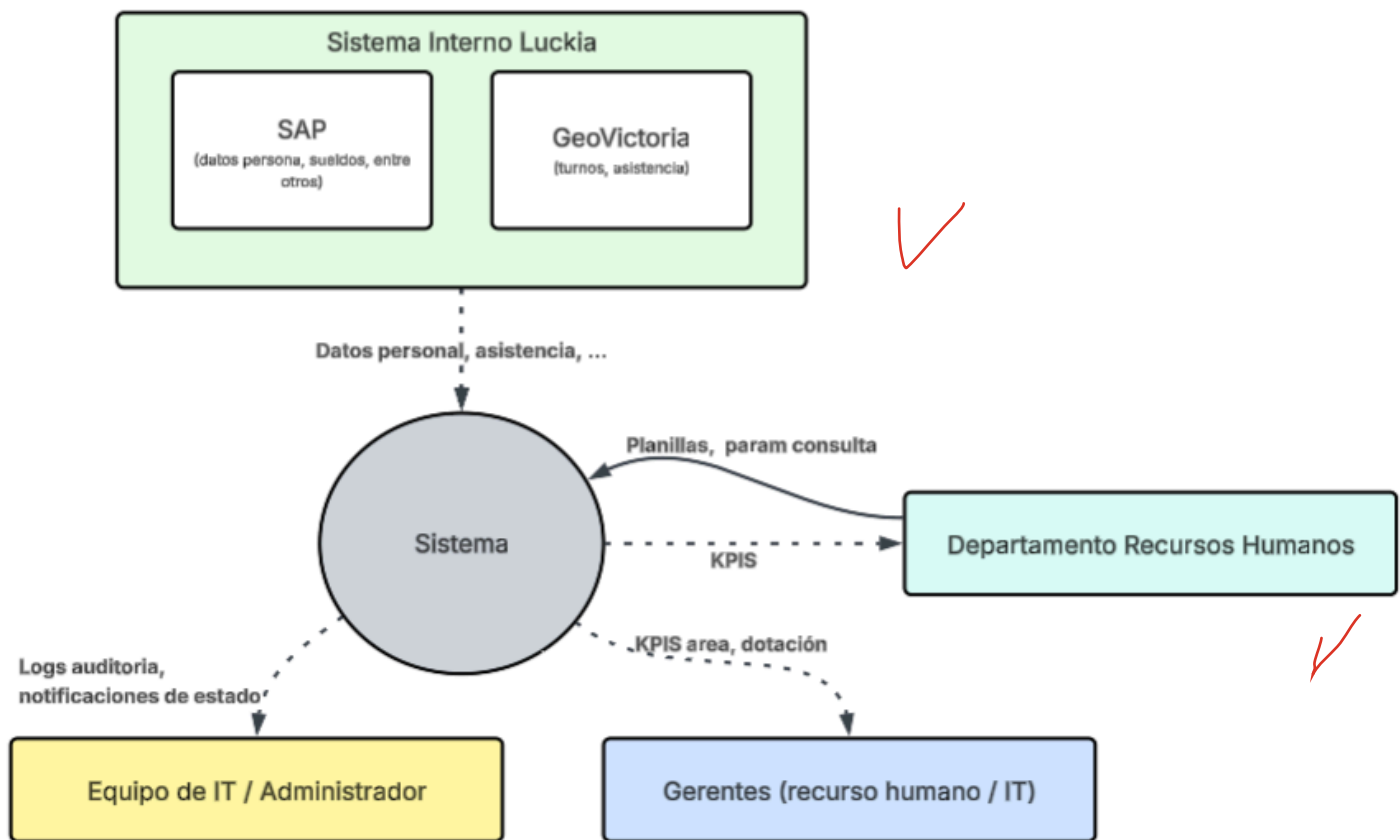 Sistema Interno Luckia
SAP
(datos persona, sueldos, entre
otros)
GeoVictoria
(turnos, asistencia)
Datos personal, asistencia, ...
Planillas, param consulta
Sistema
KPIS
Departamento Recursos Humanos
KPIS area, dotación
Logs auditoria,
notificaciones de estado
Equipo de IT / Administrador
Gerentes (recurso humano / IT)